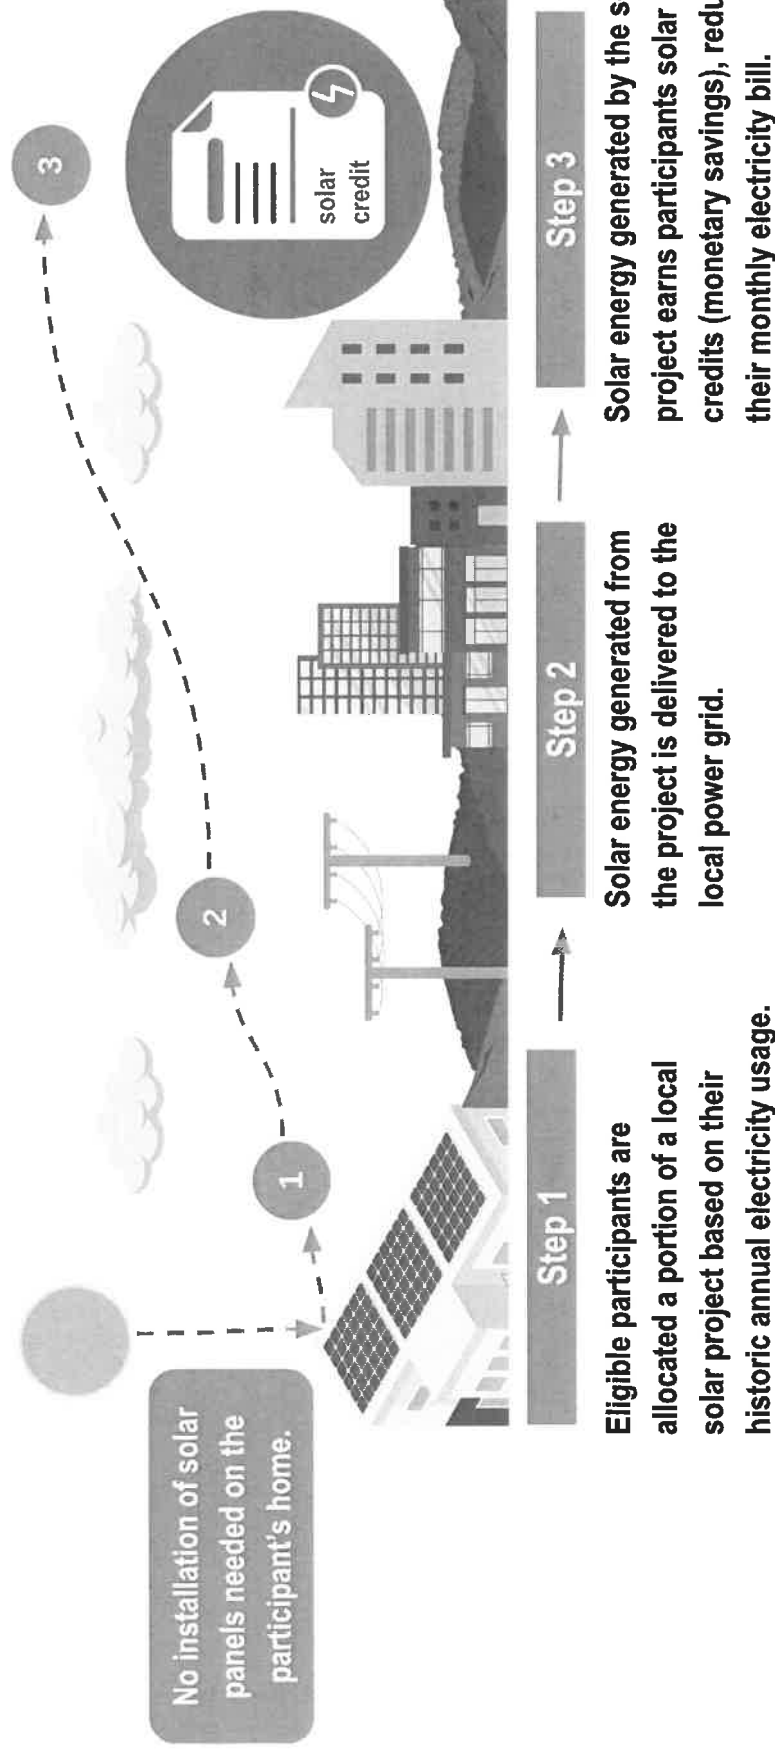 No installation of solar
panels needed on the
participant's home.
1
2
3
solar
credit
Step 1
Eligible participants are
allocated a portion of a local
solar project based on their
historic annual electricity usage.
Step 2
Solar energy generated from
the project is delivered to the
local power grid.
Step 3
Solar energy generated by the
project earns participants solar
credits (monetary savings),
their monthly electricity bill.